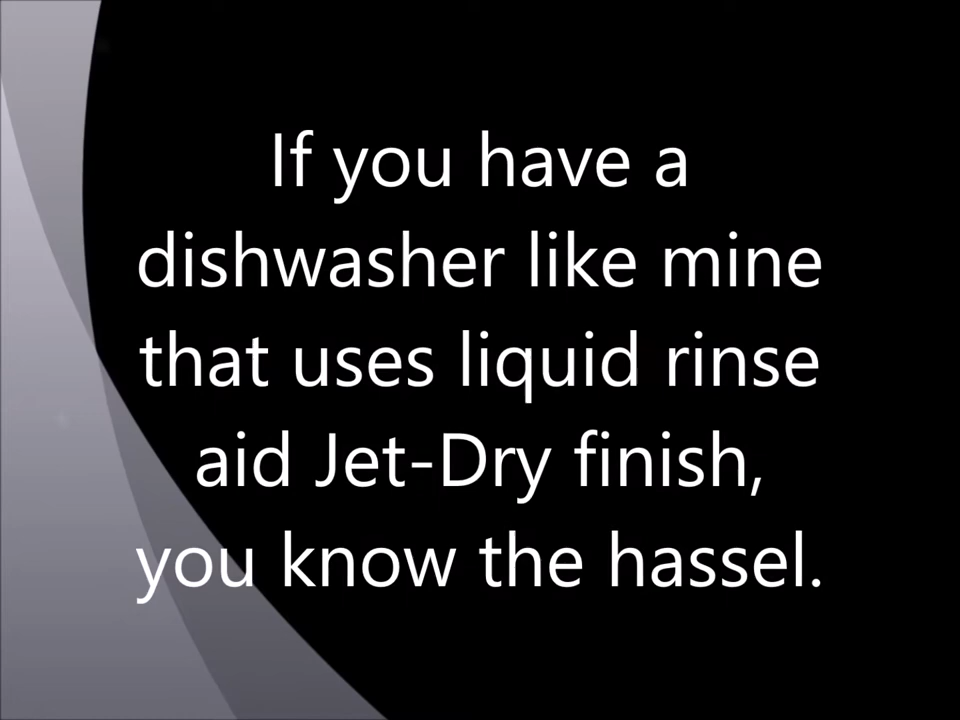 If you have a
dishwasher like mine
that uses liquid rinse
aid Jet-Dry finish,
you know the hassel.